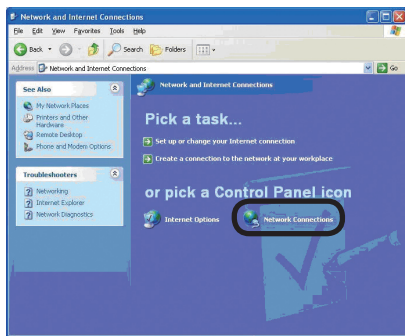 Network and Internet Connections
File Edit View Favorites Tools Help
Back Search Folders
Address Network and Internet Connections Go
See Also
My Network Places
Printers and Other
Hardware
Remote Desktop
Phone and Modem Options
Troubleshooters
Networking
Internet Explorer
Network Diagnostics
Network and Internet Connections
Pick a task...
Set up or change your Internet connection
Create a connection to the network at your workplace
or pick a Control Panel icon
Internet Options
Network Connections